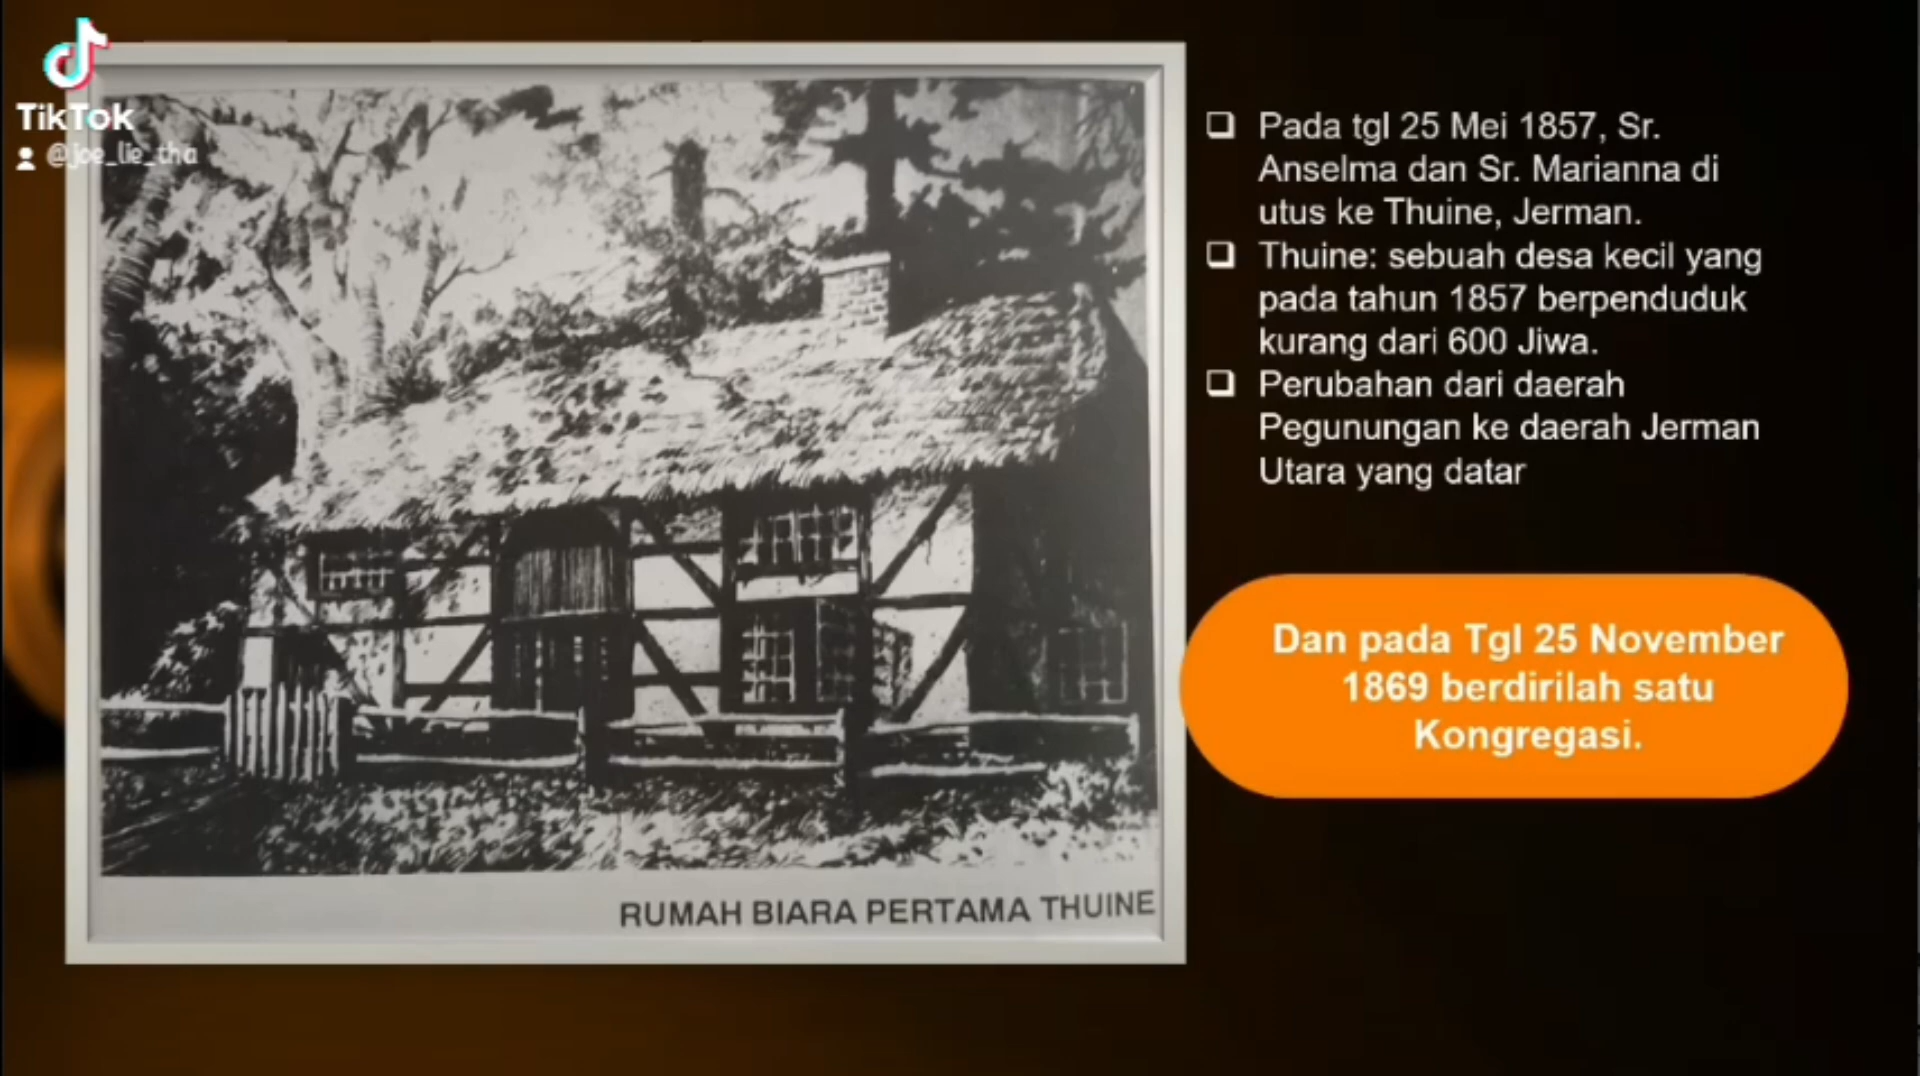 TikTok
@joe_lie_tha
Pada tgl 25 Mei 1857, Sr.
Anselma dan Sr. Marianna di
utus ke Thuine, Jerman.
Thuine: sebuah desa kecil yang
pada tahun 1857 berpenduduk
kurang dari 600 Jiwa.
Perubahan dari daerah
Pegunungan ke daerah Jerman
Utara yang datar
Dan pada Tgl 25 November
1869 berdirilah satu
Kongregasi.
RUMAH BIARA PERTAMA THUINE